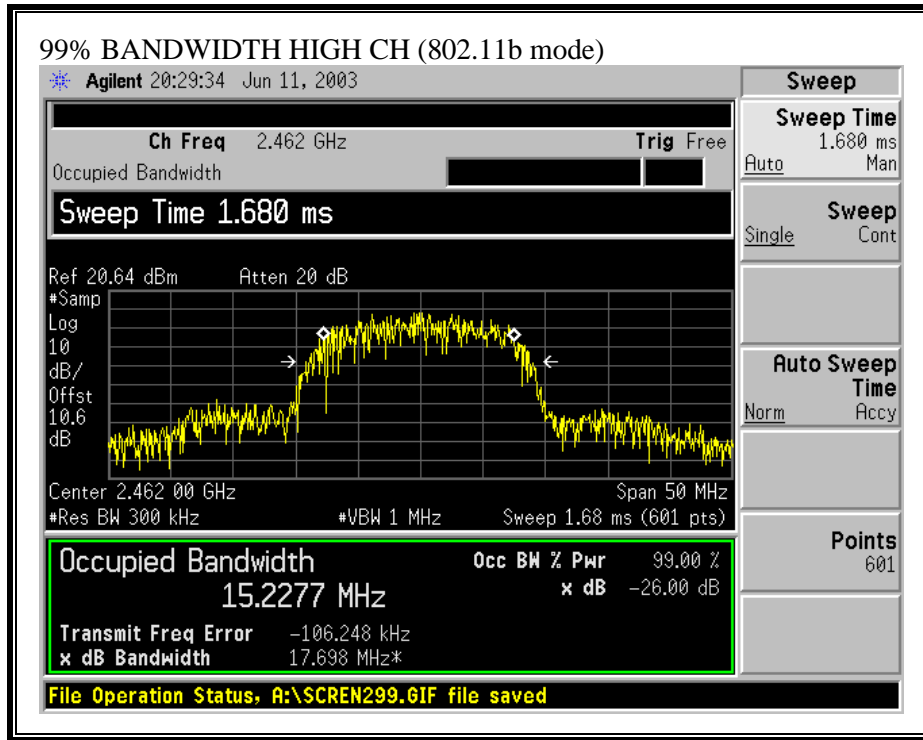 99% BANDWIDTH HIGH CH (802.11b mode)
Agilent 20:29:34 Jun 11, 2003
Sweep
Ch Freq 2.462 GHz Trig Free
Occupied Bandwidth
Sweep Time 1.680 ms
Sweep Time
1.680 ms
Auto Man
Sweep
Single Cont
Ref 20.64 dBm Atten 20 dB
#Samp
Log
10
dB/
Offst
10.6
dB
Auto Sweep
Time
Norm Accy
Center 2.462 00 GHz Span 50 MHz
#Res BW 300 kHz #VBW 1 MHz Sweep 1.68 ms (601 pts)
Points
601
Occupied Bandwidth Occ BW % Pwr 99.00 %
15.2277 MHz x dB -26.00 dB
Transmit Freq Error -106.248 kHz
x dB Bandwidth 17.698 MHz*
File Operation Status, A:\SCREN299.GIF file saved